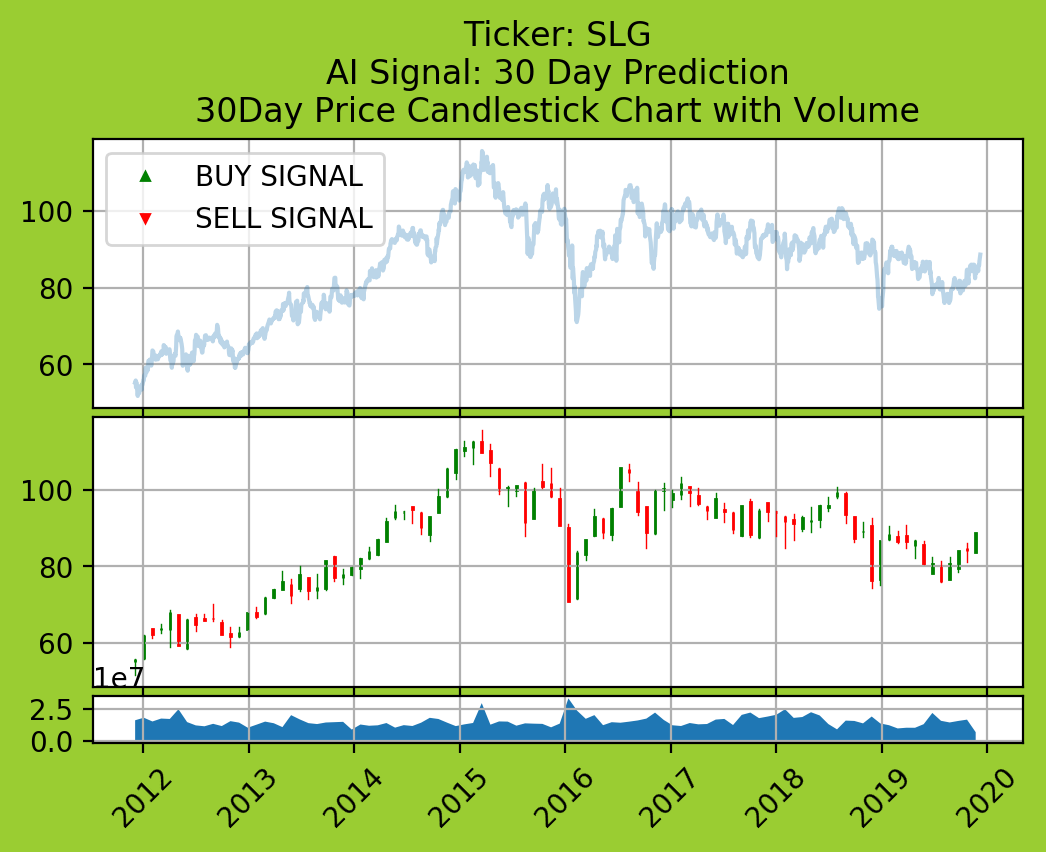 Ticker: SLG
AI Signal: 30 Day Prediction
30Day Price Candlestick Chart with Volume
BUY SIGNAL
SELL SIGNAL
100
80
60
100
80
60
1e7
2.5
0.0
2012 2013 2014 2015 2016 2017 2018 2019 2020